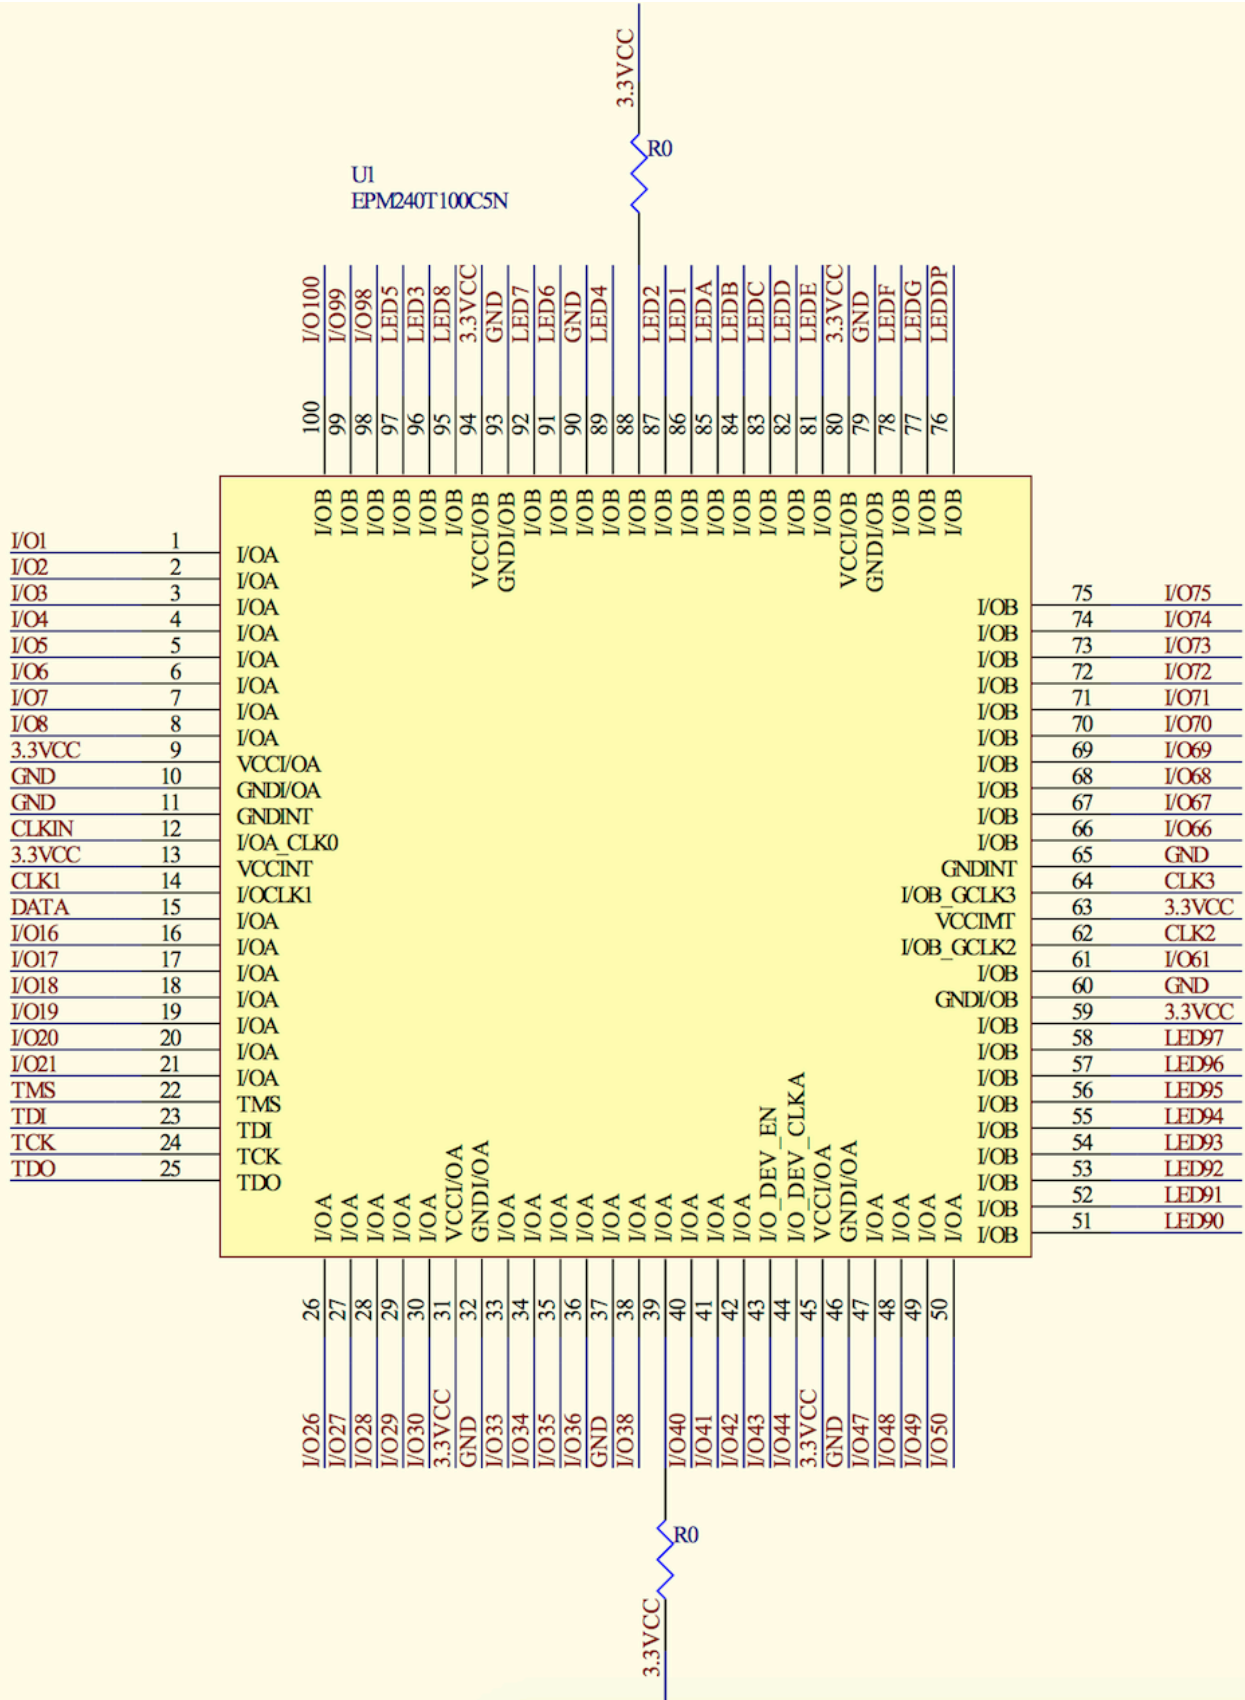 3.3VCC
R0
U1
EPM240T100C5N
I/O100
I/O99
I/O98
LED5
LED3
LED8
3.3VCC
GND
LED7
LED6
GND
LED4
LED2
LED1
LEDA
LEDB
LEDC
LEDD
LEDE
3.3VCC
GND
LEDF
LEDG
LEDDP
100
99
98
97
96
95
94
93
92
91
90
89
88
87
86
85
84
83
82
81
80
79
78
77
76
I/OB
I/OB
I/OB
I/OB
I/OB
I/OB
VCCI/OB
GNDI/OB
I/OB
I/OB
I/OB
I/OB
I/OB
I/OB
I/OB
I/OB
I/OB
I/OB
I/OB
I/OB
VCCI/OB
GNDI/OB
I/OB
I/OB
I/OB
I/O1 1 I/OA
I/O2 2 I/OA
I/O3 3 I/OA
I/O4 4 I/OA
I/O5 5 I/OA
I/O6 6 I/OA
I/O7 7 I/OA
I/O8 8 I/OA
3.3VCC 9 VCCI/OA
GND 10 GNDI/OA
GND 11 GNDINT
CLKIN 12 I/OA_CLK0
3.3VCC 13 VCCINT
CLK1 14 I/OCLK1
DATA 15 I/OA
I/O16 16 I/OA
I/O17 17 I/OA
I/O18 18 I/OA
I/O19 19 I/OA
I/O20 20 I/OA
I/O21 21 I/OA
TMS 22 TMS
TDI 23 TDI
TCK 24 TCK
TDO 25 TDO
I/OB 75 I/O75
I/OB 74 I/O74
I/OB 73 I/O73
I/OB 72 I/O72
I/OB 71 I/O71
I/OB 70 I/O70
I/OB 69 I/O69
I/OB 68 I/O68
I/OB 67 I/O67
I/OB 66 I/O66
GNDINT 65 GND
I/OB_GCLK3 64 CLK3
VCCIMT 63 3.3VCC
I/OB_GCLK2 62 CLK2
I/OB 61 I/O61
GNDI/OB 60 GND
I/OB 59 3.3VCC
I/OB 58 LED97
I/OB 57 LED96
I/OB 56 LED95
I/OB 55 LED94
I/OB 54 LED93
I/OB 53 LED92
I/OB 52 LED91
I/OB 51 LED90
I/OA
I/OA
I/OA
I/OA
I/OA
VCCI/OA
GNDI/OA
I/OA
I/OA
I/OA
I/OA
I/OA
I/OA
I/OA
I/OA
I/OA
I/OA
I/O_DEV_EN
I/O_DEV_CLKA
VCCI/OA
GNDI/OA
I/OA
I/OA
I/OA
I/OA
26
27
28
29
30
31
32
33
34
35
36
37
38
39
40
41
42
43
44
45
46
47
48
49
50
I/O26
I/O27
I/O28
I/O29
I/O30
3.3VCC
GND
I/O33
I/O34
I/O35
I/O36
GND
I/O38
I/O40
I/O41
I/O42
I/O43
I/O44
3.3VCC
GND
I/O47
I/O48
I/O49
I/O50
R0
3.3VCC